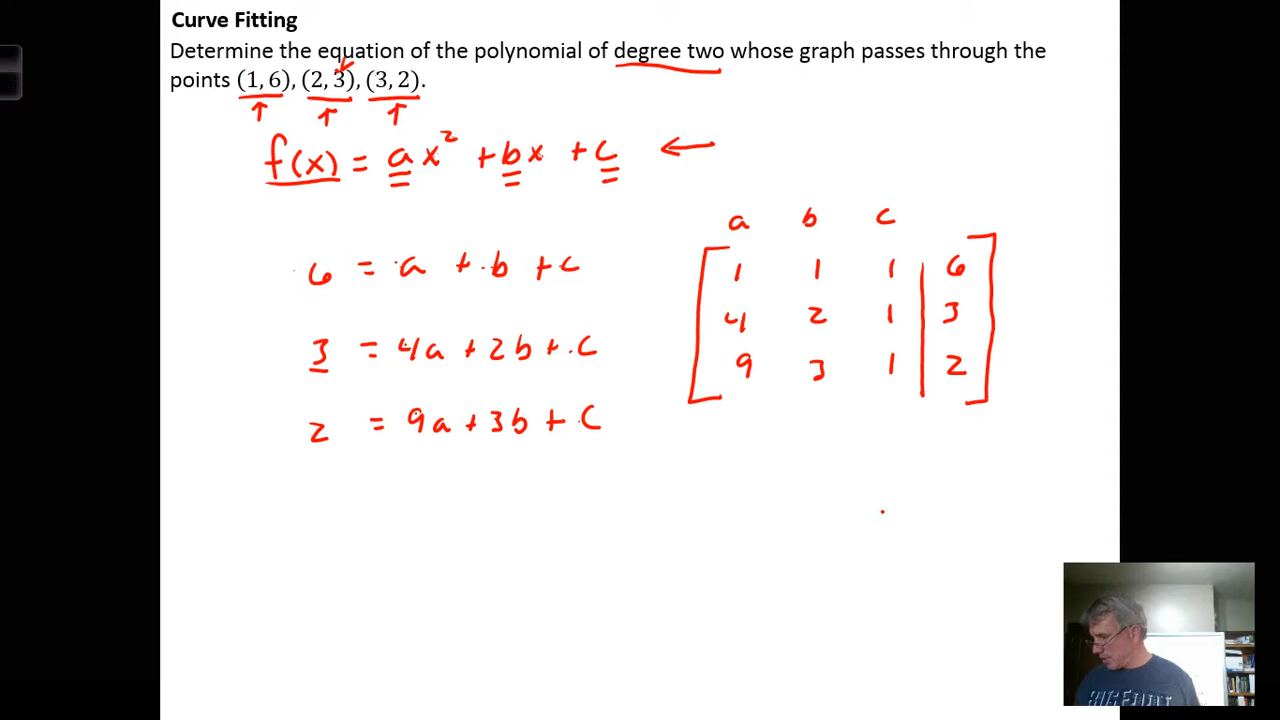 Curve Fitting
Determine the equation of the polynomial of degree two whose graph passes through the
points (1, 6), (2, 3), (3, 2).
f(x) = ax² + bx + c
a b c
6 = a + b + c
1 1 1 | 6
4 2 1 | 3
3 = 4a + 2b + c
9 3 1 | 2
2 = 9a + 3b + c